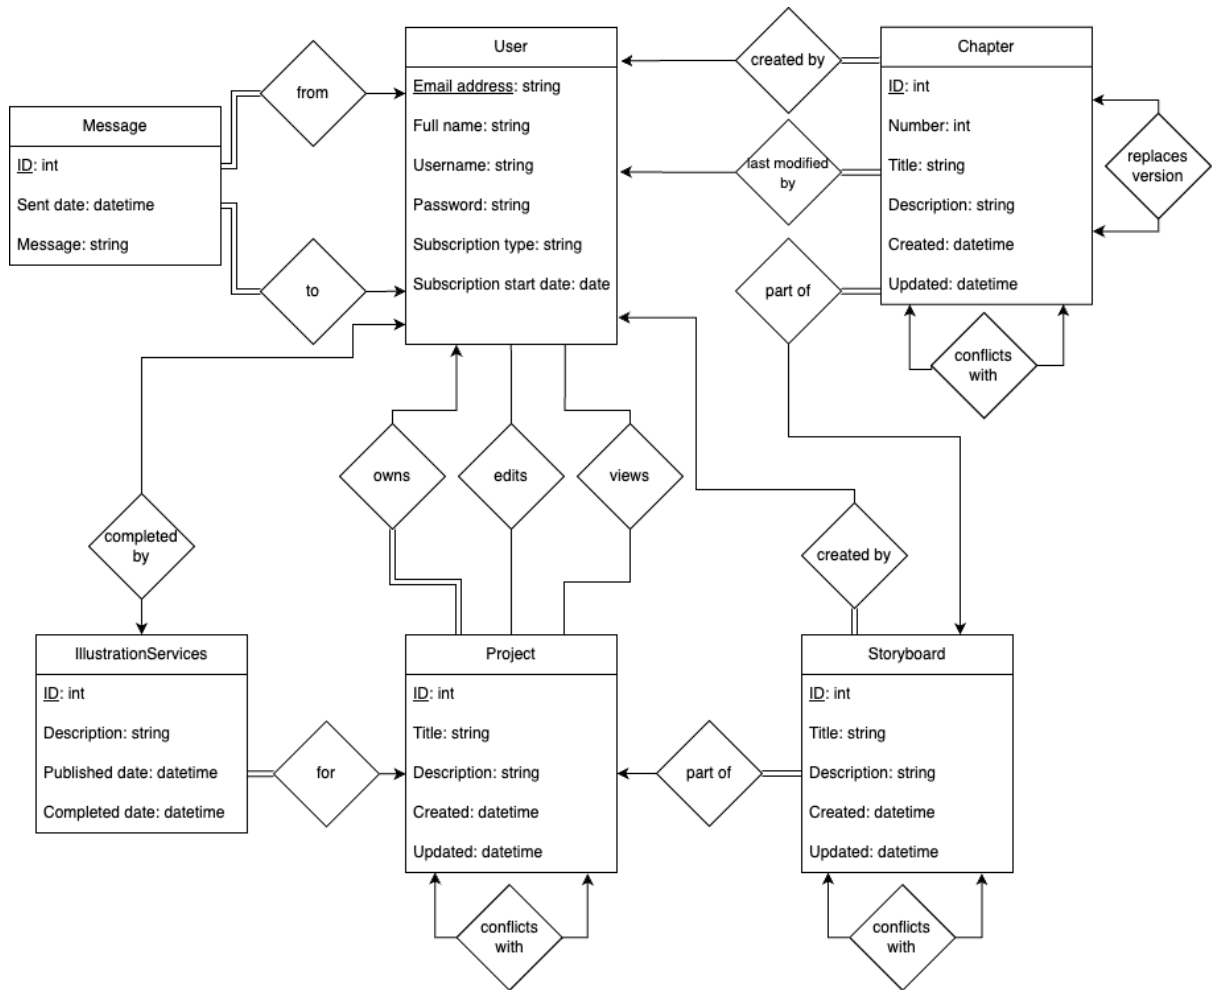 User
Email address: string
Full name: string
Username: string
Password: string
Subscription type: string
Subscription start date: date
Chapter
ID: int
Number: int
Title: string
Description: string
Created: datetime
Updated: datetime
Message
ID: int
Sent date: datetime
Message: string
from
to
created by
last modified
by
part of
replaces
version
conflicts
with
owns
edits
views
completed
by
created by
IllustrationServices
ID: int
Description: string
Published date: datetime
Completed date: datetime
for
Project
ID: int
Title: string
Description: string
Created: datetime
Updated: datetime
part of
Storyboard
ID: int
Title: string
Description: string
Created: datetime
Updated: datetime
conflicts
with
conflicts
with